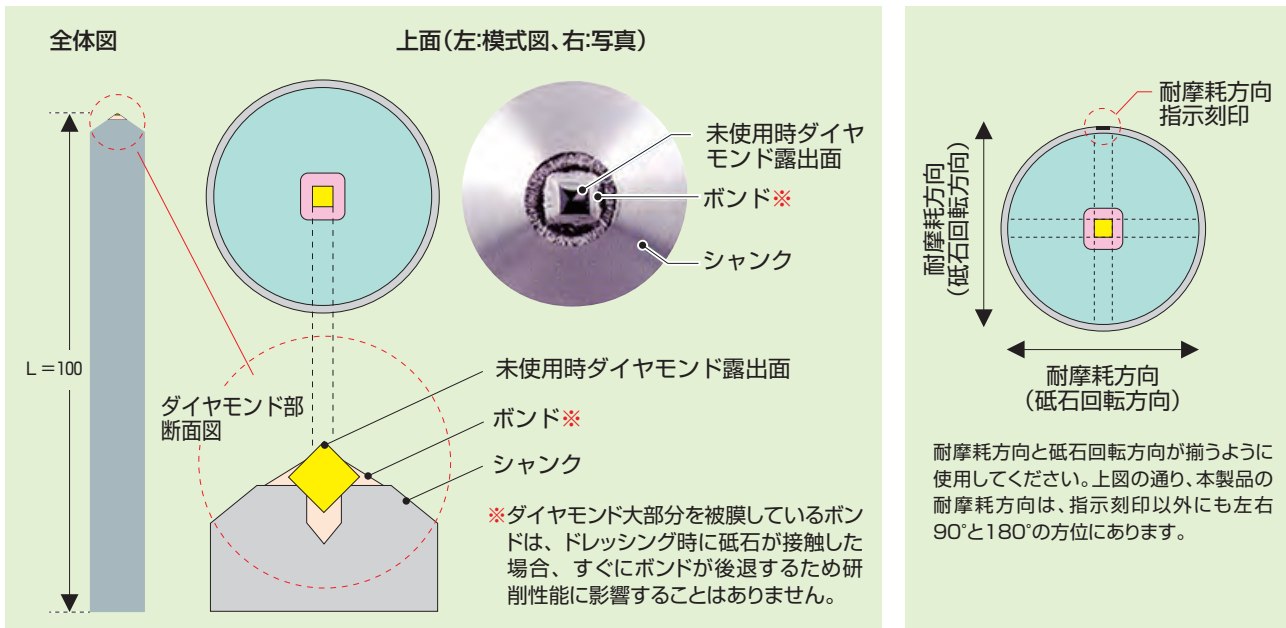 全体図
上面(左:模式図、右:写真)
未使用時ダイヤ
モンド露出面
ボンド※
シャンク
L=100
ダイヤモンド部
断面図
未使用時ダイヤモンド露出面
ボンド※
シャンク
※ダイヤモンド大部分を被膜しているボン
ドは、ドレッシング時に砥石が接触した
場合、すぐにボンドが後退するため研
削性能に影響することはありません。
耐摩耗方向
指示刻印
耐摩耗方向
(砥石回転方向)
耐摩耗方向
(砥石回転方向)
耐摩耗方向と砥石回転方向が揃うように
使用してください。上図の通り、本製品の
耐摩耗方向は、指示刻印以外にも左右
90°と180°の方位にあります。